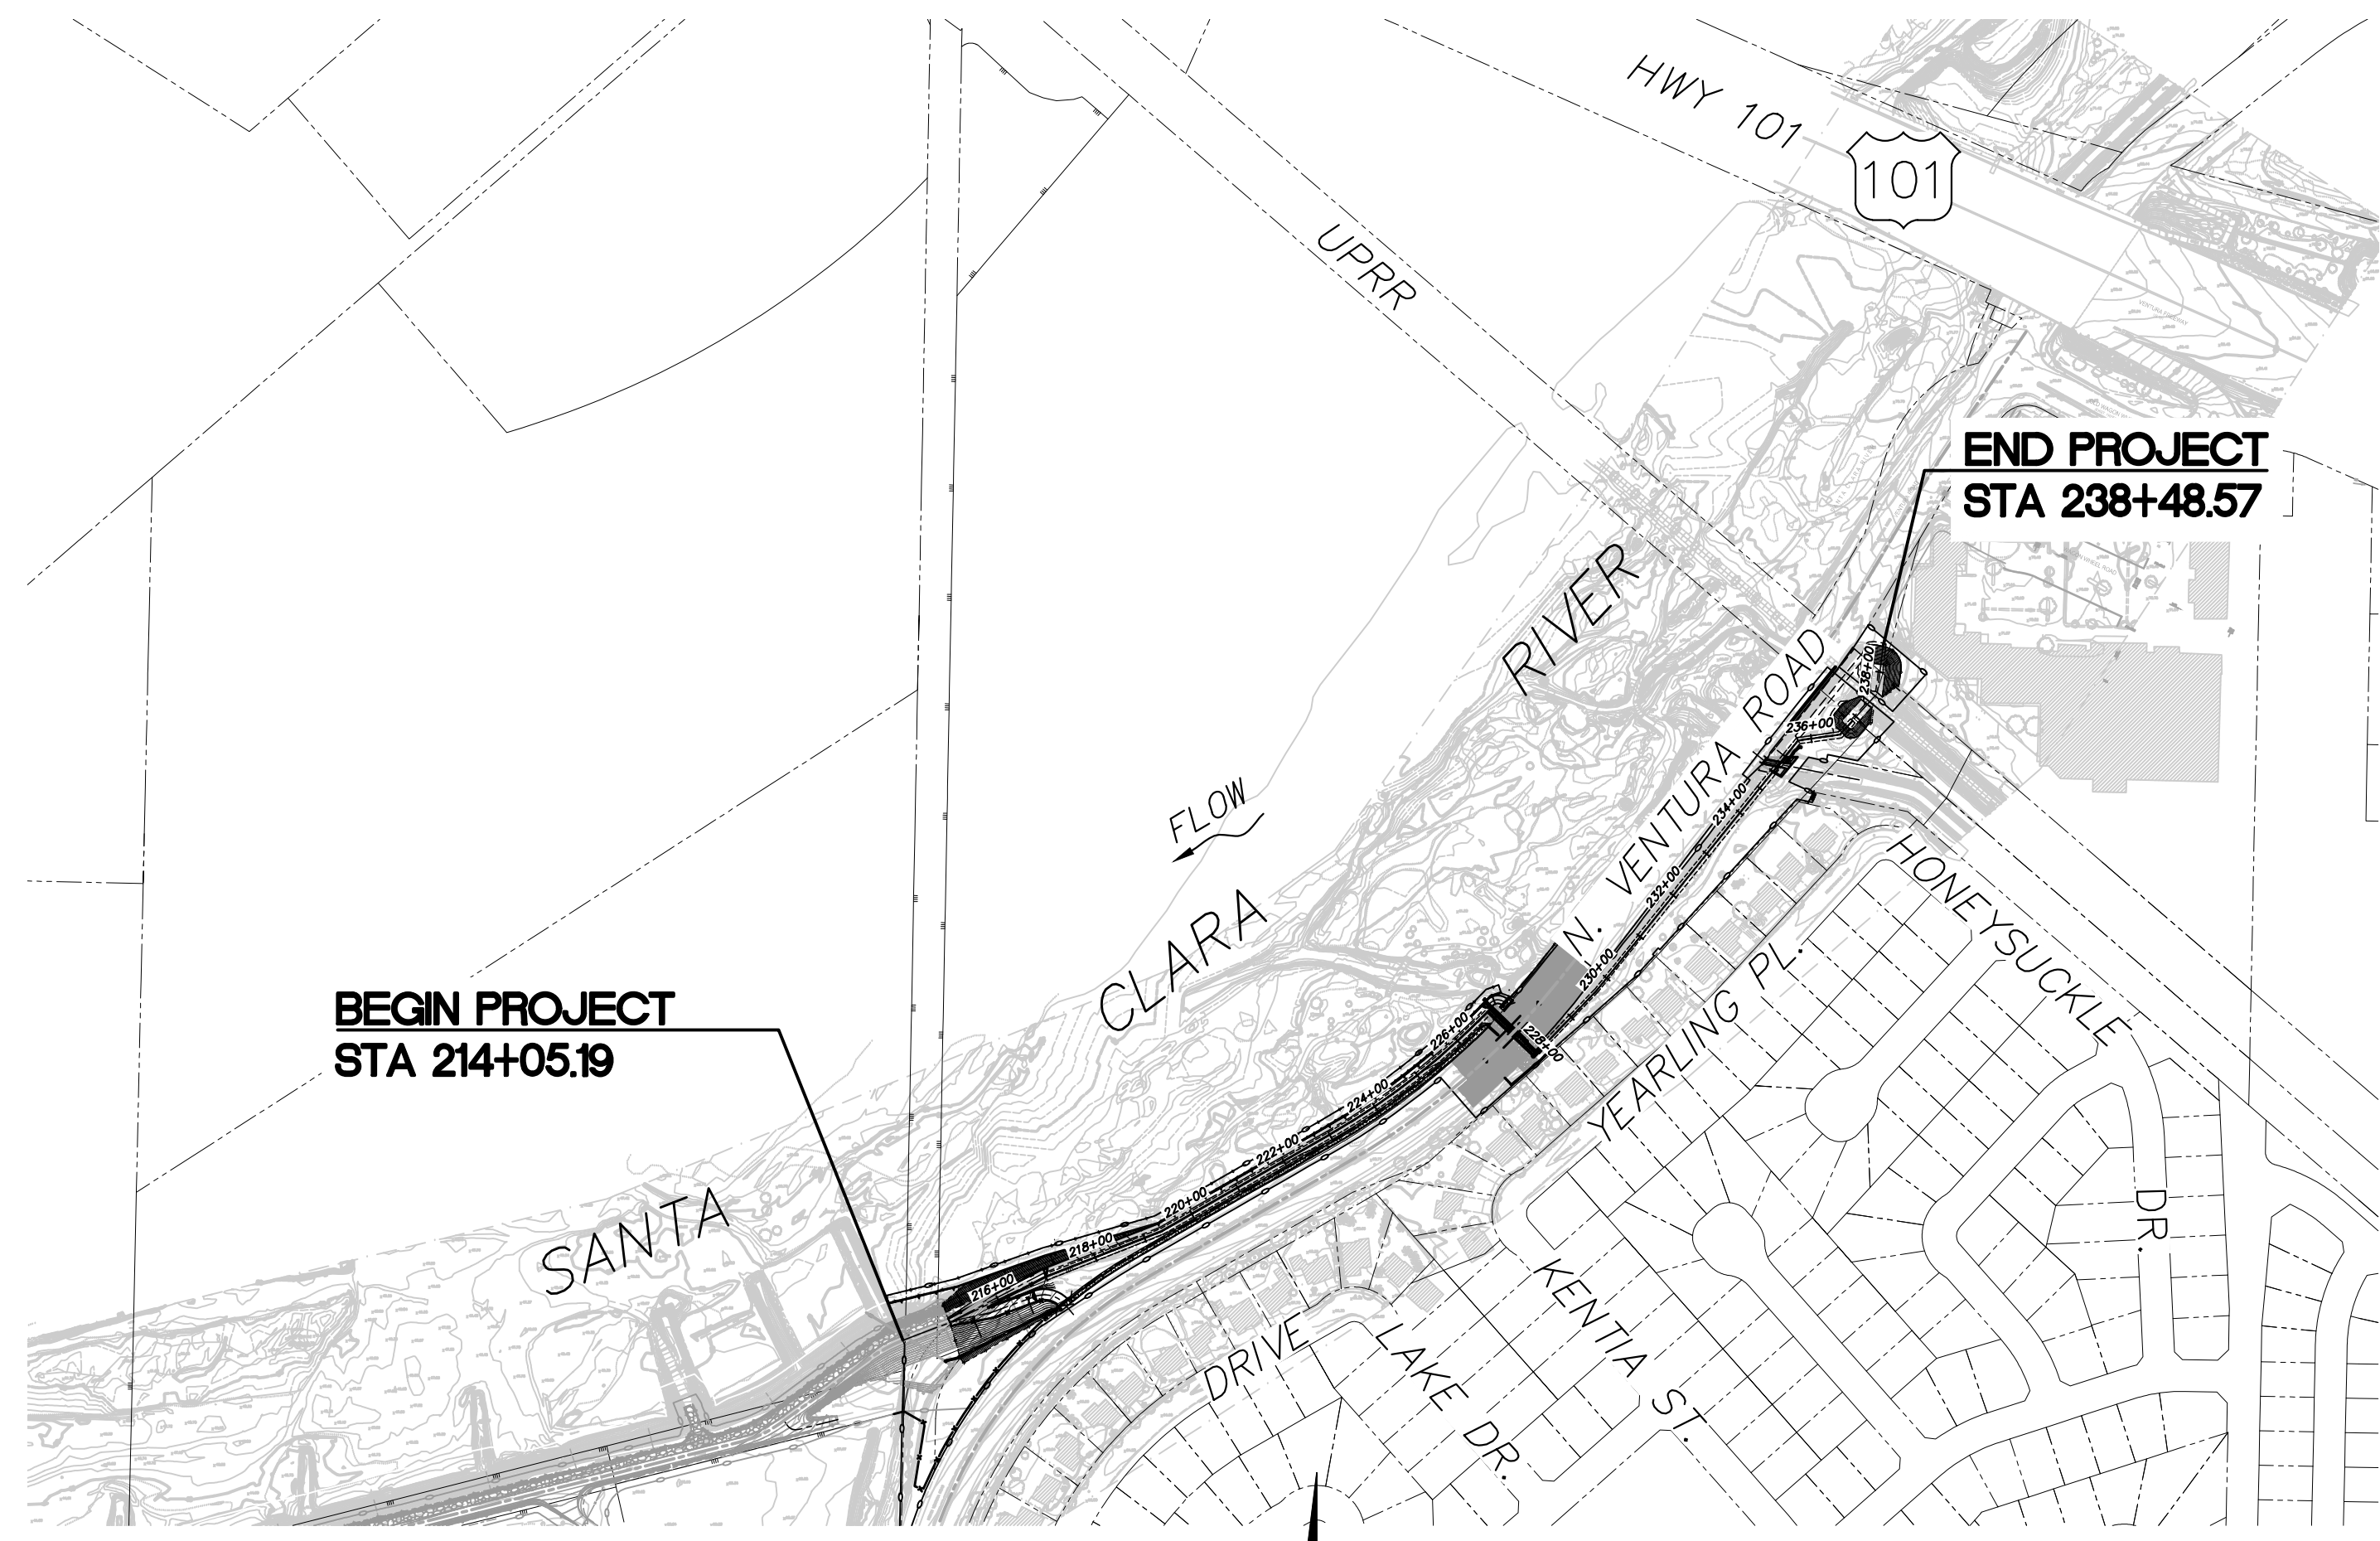 HWY 101
101
UPRR
VENTURA FREEWAY
END PROJECT
STA 238+48.57
RIVER
N. VENTURA ROAD
238+00
236+00
234+00
232+00
230+00
228+00
226+00
224+00
222+00
220+00
218+00
216+00
FLOW
CLARA
SANTA
BEGIN PROJECT
STA 214+05.19
HONEYSUCKLE
DR.
YEARLING PL.
KENTIA ST.
LAKE DR.
DRIVE